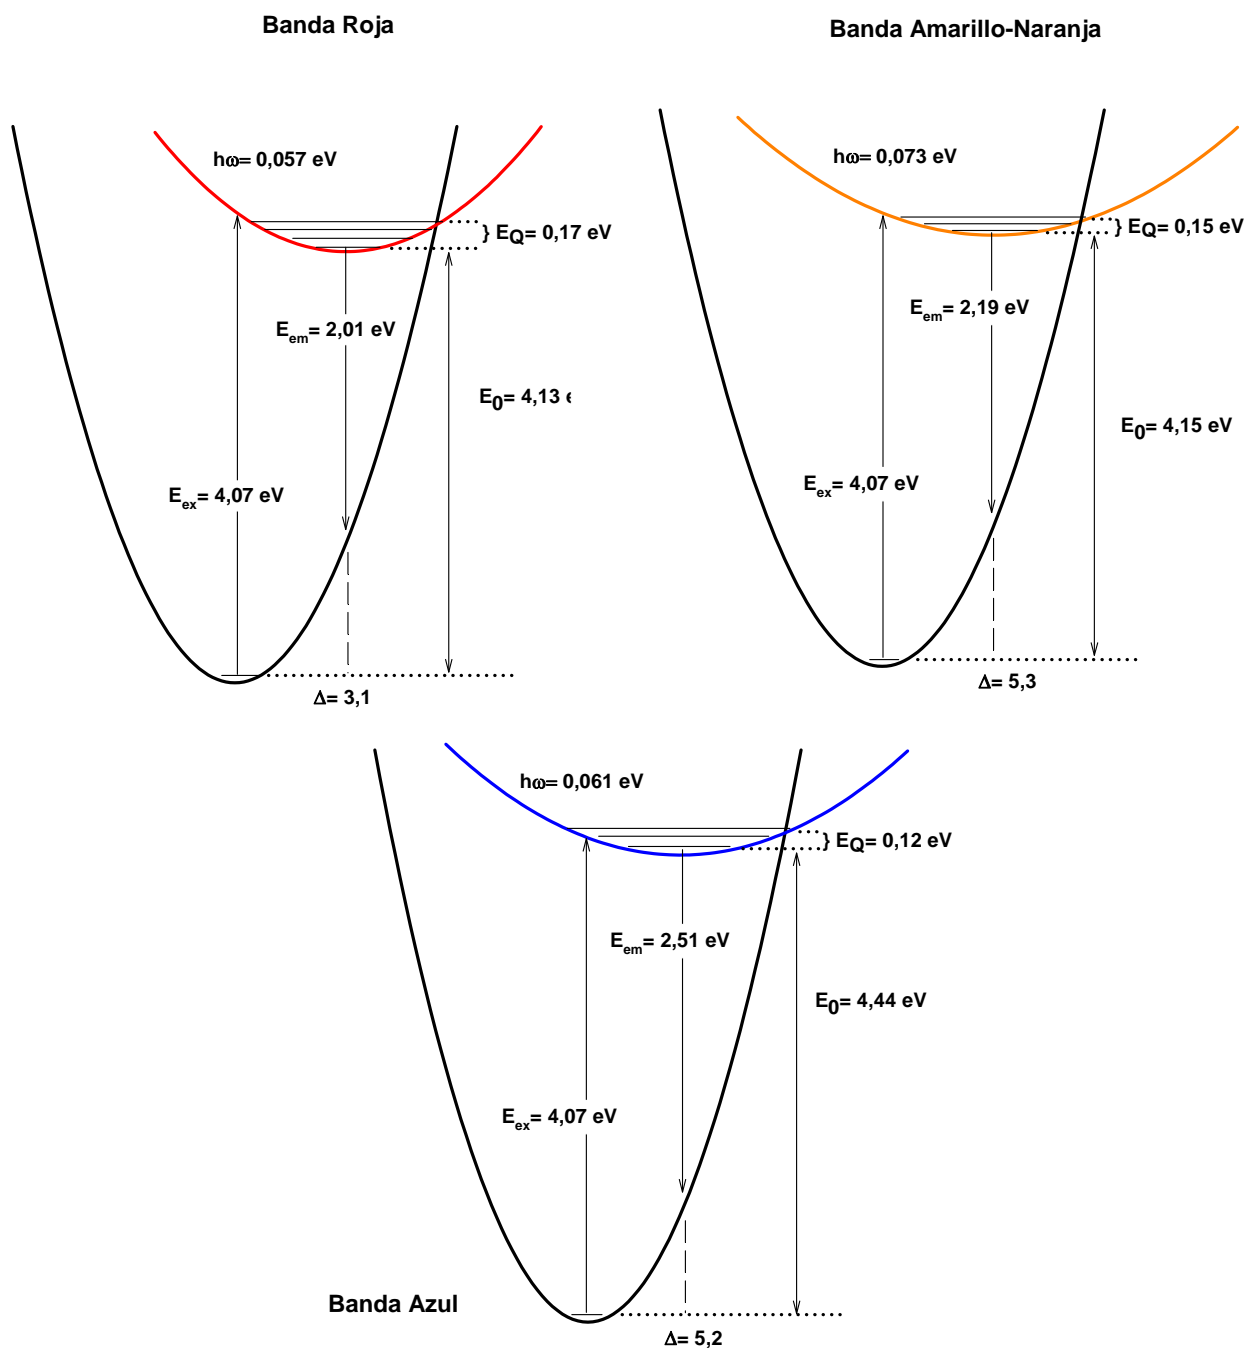 Banda Roja
hω= 0,057 eV
} EQ= 0,17 eV
Eem= 2,01 eV
E0= 4,13
Eex= 4,07 eV
Δ= 3,1
Banda Amarillo-Naranja
hω= 0,073 eV
} EQ= 0,15 eV
Eem= 2,19 eV
E0= 4,15 eV
Eex= 4,07 eV
Δ= 5,3
hω= 0,061 eV
} EQ= 0,12 eV
Eem= 2,51 eV
E0= 4,44 eV
Eex= 4,07 eV
Banda Azul
Δ= 5,2